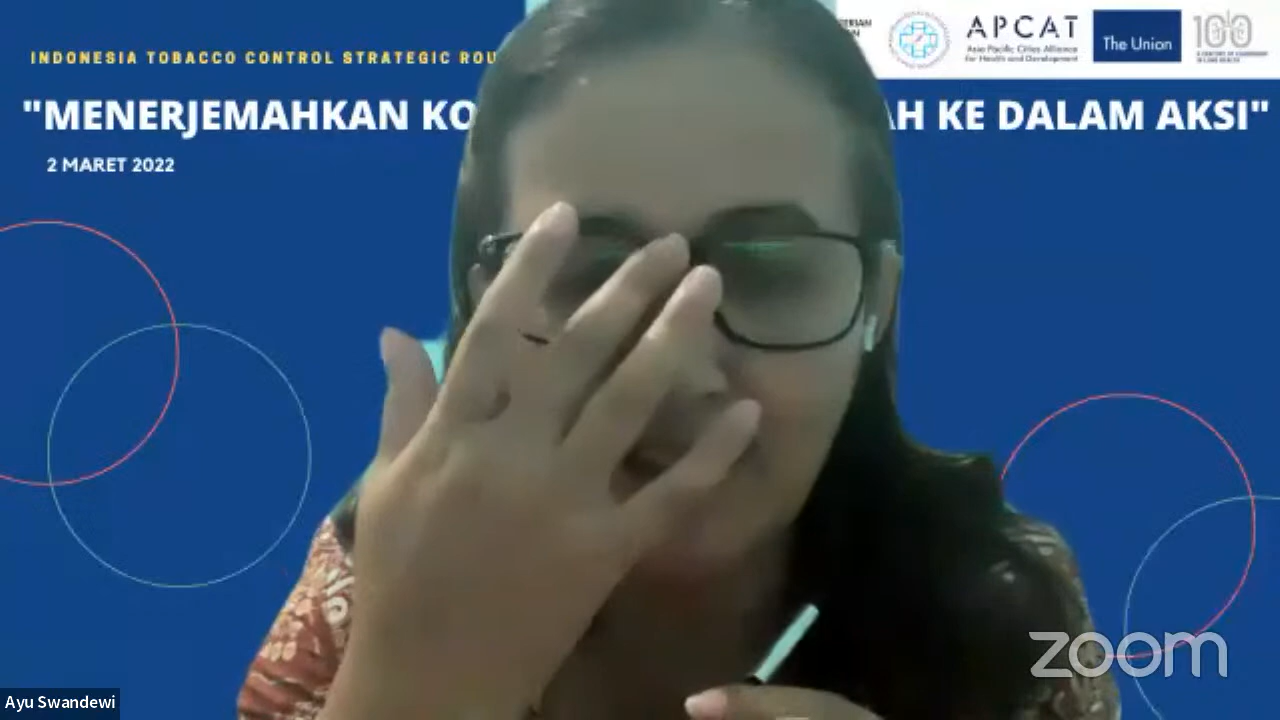 INDONESIA TOBACCO CONTROL STRATEGIC ROU
"MENERJEMAHKAN KO AH KE DALAM AKSI"
2 MARET 2022
APCAT
Asia Pacific Cities Alliance
for Health and Development
The Union
100
Ayu Swandewi
zoom